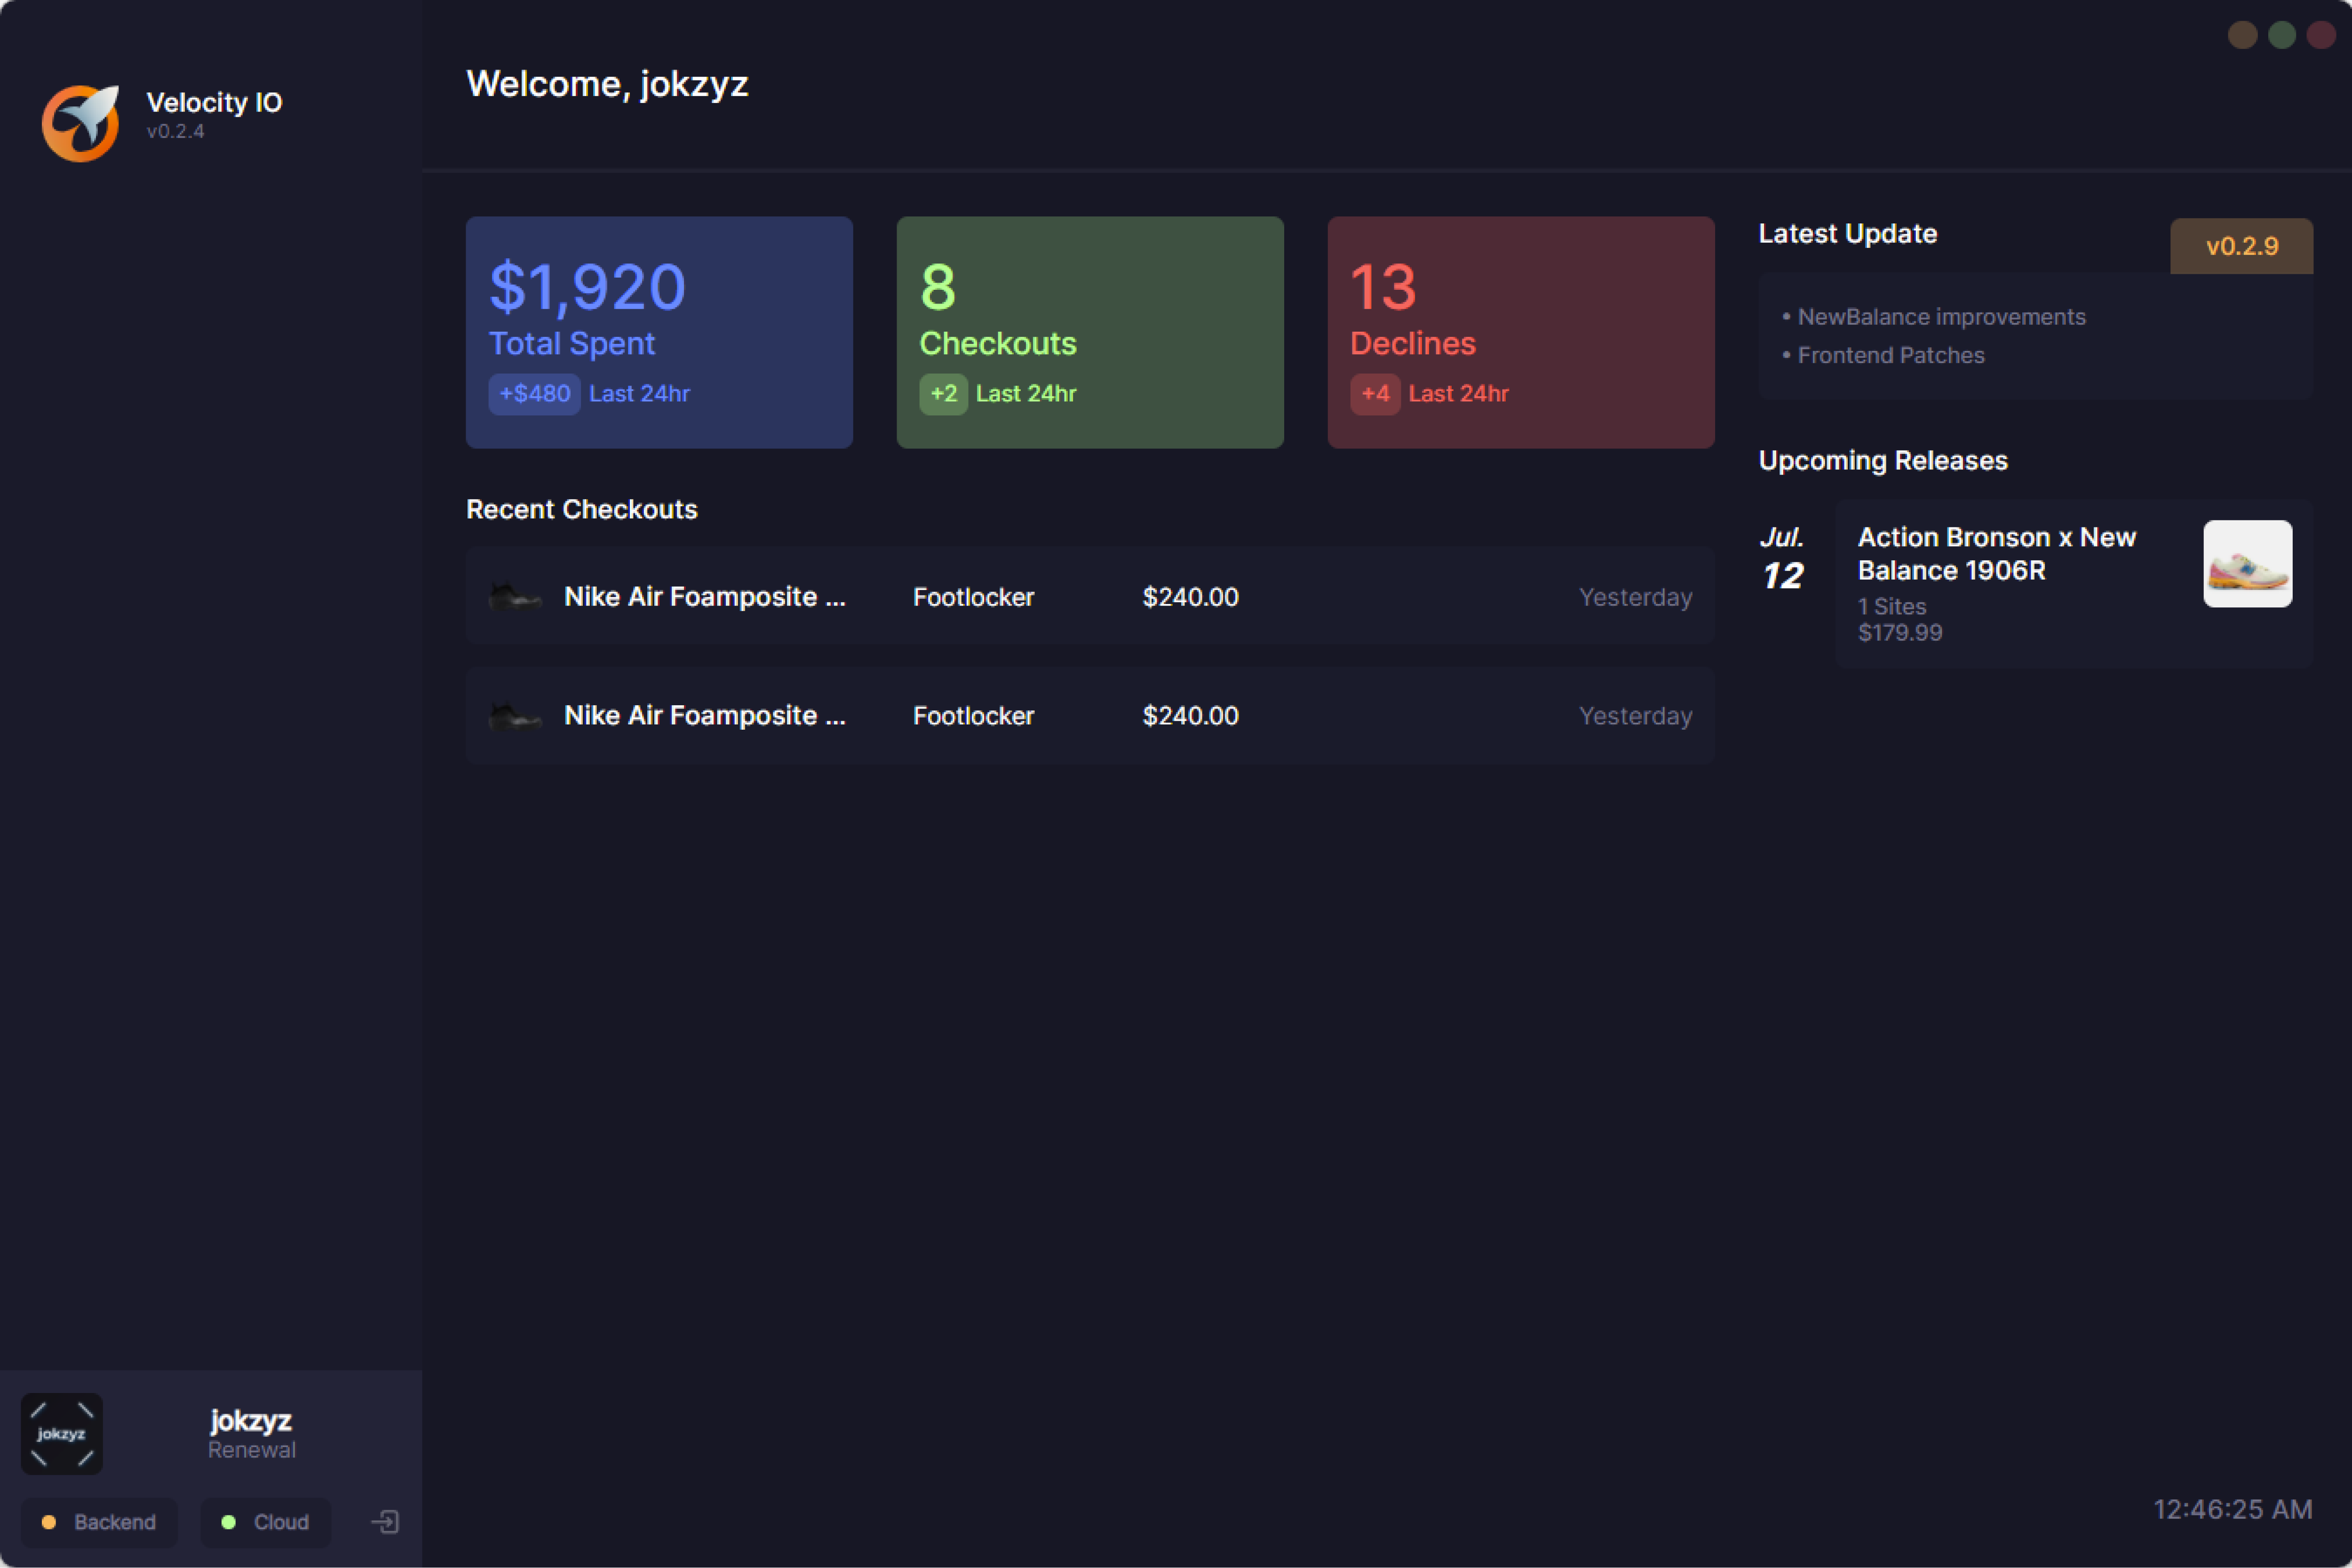 Velocity IO
v0.2.4
Welcome, jokzyz
$1,920
Total Spent
+$480 Last 24hr
8
Checkouts
+2 Last 24hr
13
Declines
+4 Last 24hr
Latest Update
v0.2.9
• NewBalance improvements
• Frontend Patches
Upcoming Releases
Jul.
12
Action Bronson x New
Balance 1906R
1 Sites
$179.99
Recent Checkouts
Nike Air Foamposite ... Footlocker $240.00 Yesterday
Nike Air Foamposite ... Footlocker $240.00 Yesterday
jokzyz
jokzyz
Renewal
Backend Cloud
12:46:25 AM